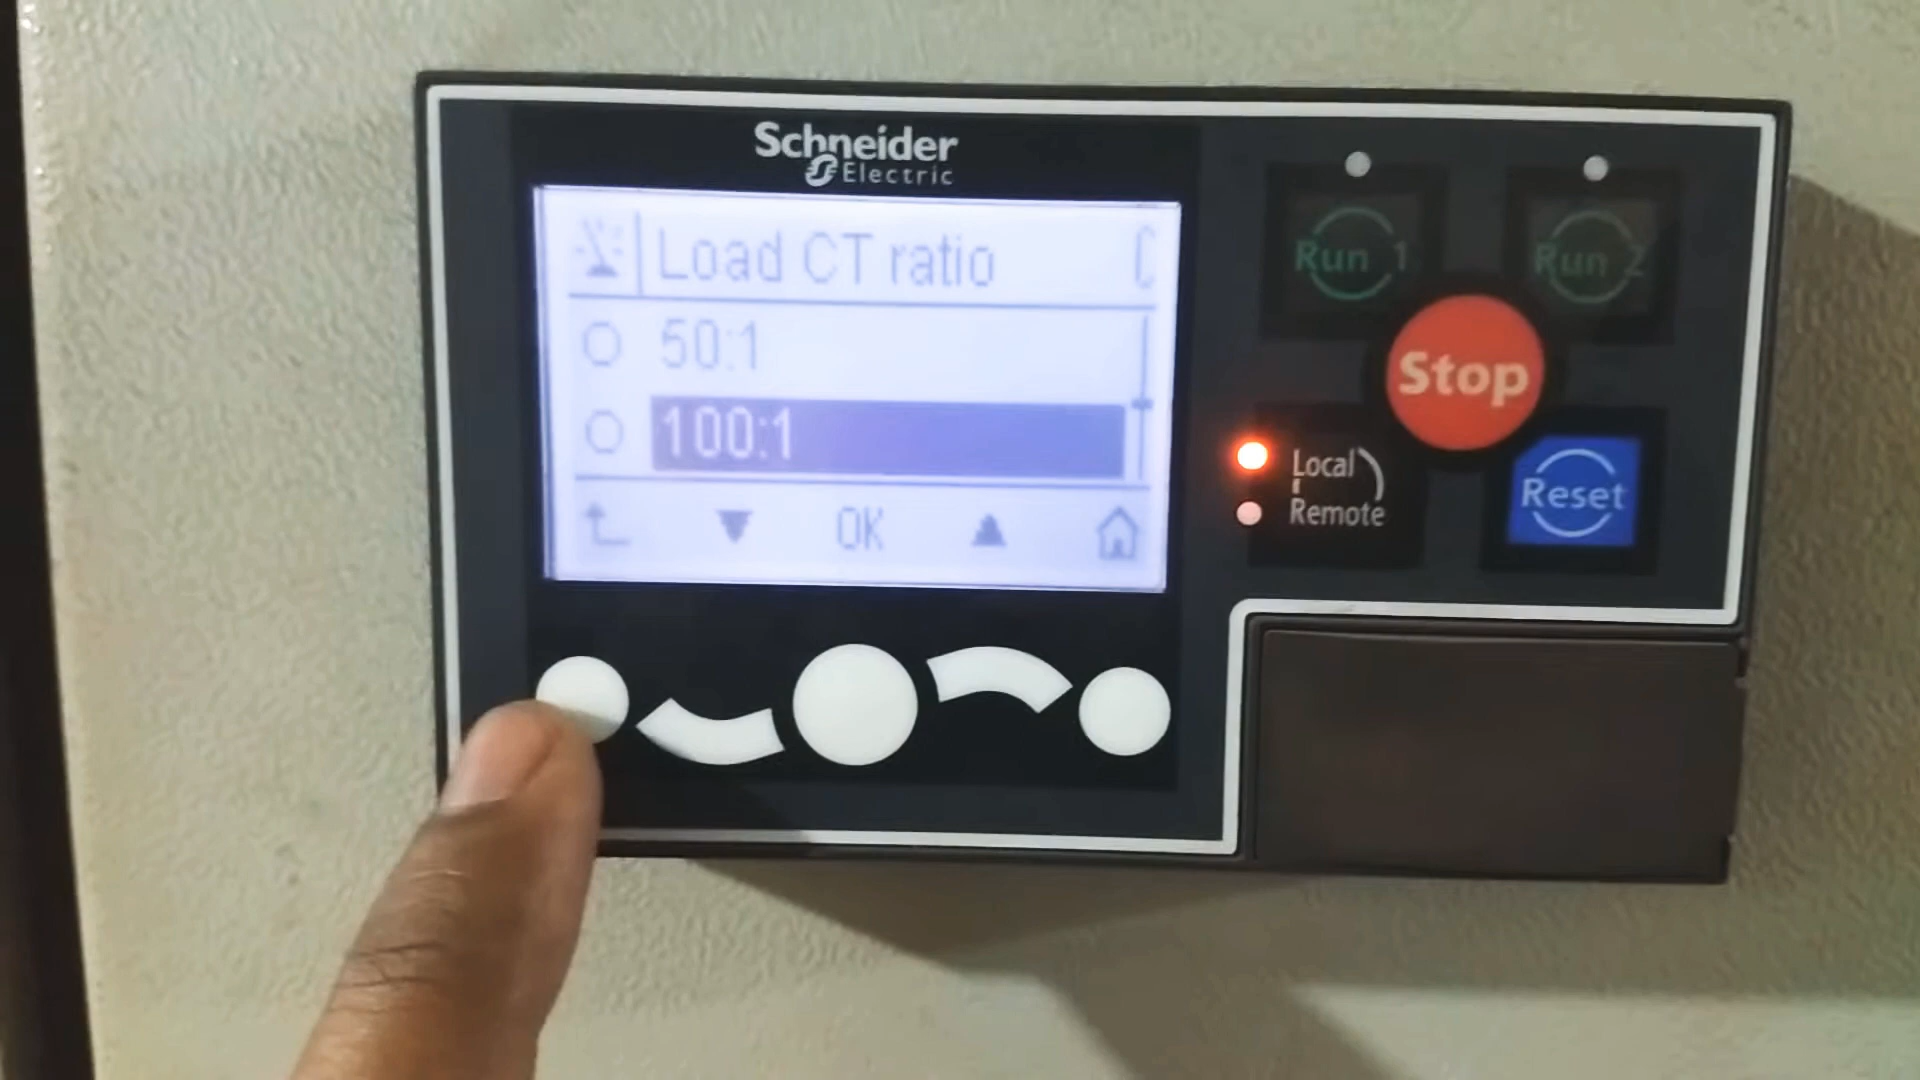 Schneider
Electric
Load CT ratio
50:1
100:1
OK
Run 1
Run 2
Stop
Local
Remote
Reset